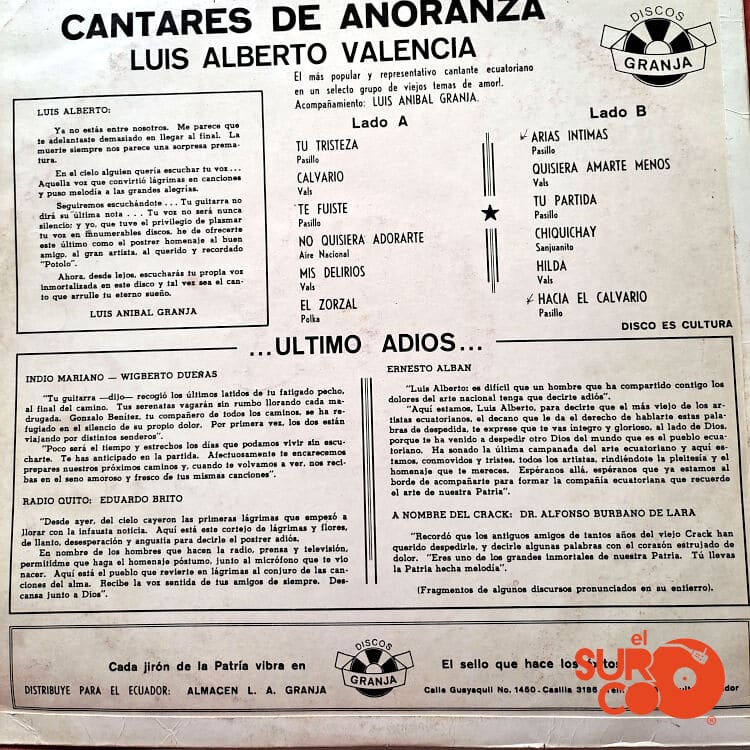 CANTARES DE AÑORANZA
LUIS ALBERTO VALENCIA
DISCOS
GRANJA
El más popular y representativo cantante ecuatoriano
en un selecto grupo de viejos temas de amor!.
Acompañamiento: LUIS ANIBAL GRANJA.
LUIS ALBERTO:
Ya no estás entre nosotros. Me parece que
te adelantaste demasiado en llegar al final. La
muerte siempre nos parece una sorpresa prema-
tura.
En el cielo alguien quería escuchar tu voz...
Aquella voz que convirtió lágrimas en canciones
y puso melodía a las grandes alegrías.
Seguiremos escuchándote... Tu guitarra no
dirá su última nota... Tu voz no será nunca
silencio; y yo, que tuve el privilegio de plasmar
tu voz en innumerables discos, he de ofrecerte
este último como el postrer homenaje al buen
amigo, al gran artista, al querido y recordado
"Potolo".
Ahora, desde lejos, escucharás tu propia voz
inmortalizada en este disco y tal vez sea el can-
to que arrulle tu eterno sueño.
LUIS ANIBAL GRANJA
Lado A
TU TRISTEZA
Pasillo
CALVARIO
Vals
TE FUISTE
Pasillo
NO QUISIERA ADORARTE
Aire Nacional
MIS DELIRIOS
Vals
EL ZORZAL
Polka
Lado B
ARIAS INTIMAS
Pasillo
QUISIERA AMARTE MENOS
Vals
TU PARTIDA
Pasillo
CHIQUICHAY
Sanjuanito
HILDA
Vals
HACIA EL CALVARIO
Pasillo
DISCO ES CULTURA
...ULTIMO ADIOS...
INDIO MARIANO — WIGBERTO DUEÑAS
"Tu guitarra —dijo— recogió los últimos latidos de tu fatigado pecho,
al final del camino. Tus serenatas vagarán sin rumbo llorando cada ma-
drugada. Gonzalo Benítez, tu compañero de todos los caminos, se ha re-
fugiado en el silencio de su propio dolor. Por primera vez, los dos están
viajando por distintos senderos".
"Poco será el tiempo y estrechos los días que podamos vivir sin escu-
charte. Te has anticipado en la partida. Afectuosamente te encarecemos
prepares nuestros próximos caminos y, cuando te volvamos a ver, nos reci-
bas en el seno amoroso y fresco de tus mismas canciones".
RADIO QUITO: EDUARDO BRITO
"Desde ayer, del cielo cayeron las primeras lágrimas que empezó a
llorar con la infausta noticia. Aquí está este cortejo de lágrimas y flores,
de llanto, desesperación y angustia para decirle el postrer adiós.
En nombre de los hombres que hacen la radio, prensa y televisión,
permitidme que haga el homenaje póstumo, junto al micrófono que te vio
nacer. Aquí está el pueblo que revierte en lágrimas al conjuro de las can-
ciones del alma. Recibe la voz sentida de tus amigos de siempre. Des-
cansa junto a Dios".
ERNESTO ALBAN
"Luis Alberto: es difícil que un hombre que ha compartido contigo los
dolores del arte nacional tenga que decirte adiós".
"Aquí estamos, Luis Alberto, para decirte que el más viejo de los ar-
tistas ecuatorianos, el decano que le da el derecho de hablarte estas pala-
bras de despedida, te exprese que te vas íntegro y glorioso, al lado de Dios,
porque te ha venido a despedir otro Dios del mundo que es el pueblo ecua-
toriano. Ha sonado la última campanada del arte ecuatoriano y aquí es-
tamos, conmovidos y tristes, todos los artistas, rindiéndote la pleitesía y el
homenaje que te mereces. Espéranos allá, espéranos que ya estamos al
borde de acompañarte para formar la compañía ecuatoriana que recuerde
el arte de nuestra Patria".
A NOMBRE DEL CRACK: DR. ALFONSO BURBANO DE LARA
"Recordó que los antiguos amigos de tantos años del viejo Crack han
querido despedirle, y decirle algunas palabras con el corazón estrujado de
dolor. "Eres uno de los grandes inmortales de nuestra Patria. Tú llevas
la Patria hecha melodía".
(Fragmentos de algunos discursos pronunciados en su entierro).
Cada jirón de la Patria vibra en
DISTRIBUYE PARA EL ECUADOR: ALMACEN L. A. GRANJA
DISCOS
GRANJA
El sello que hace los éxitos
Calle Guayaquil No. 1450 - Casilla 3186
el
SURCO